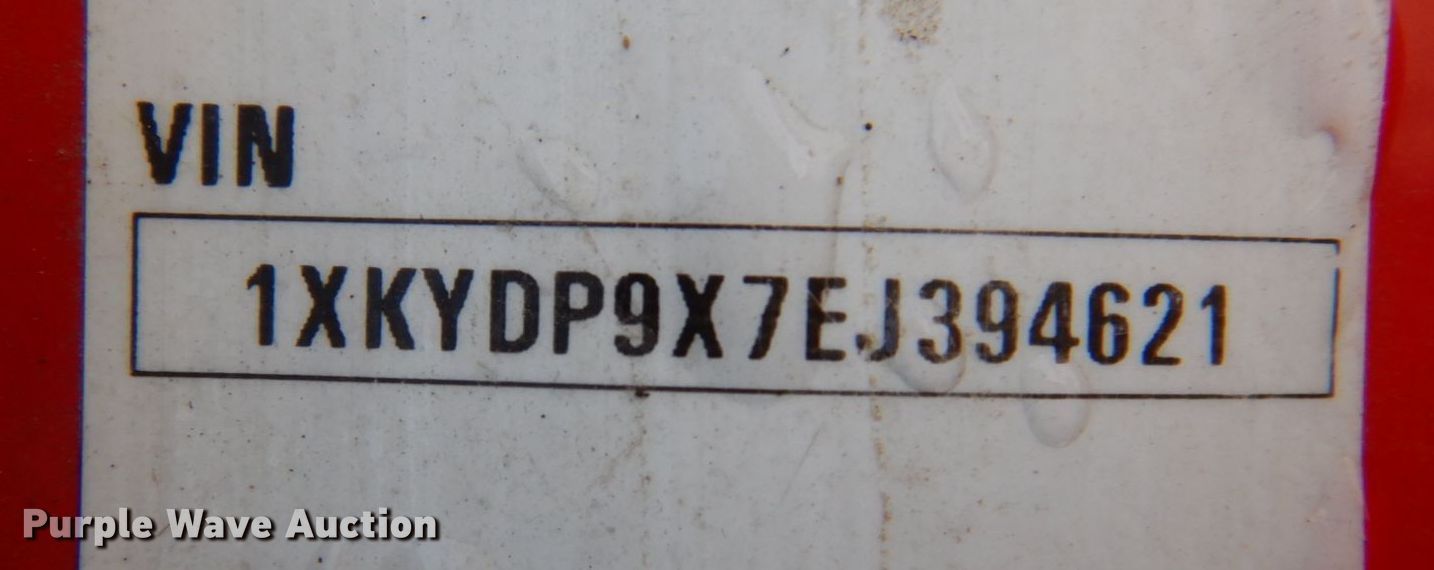 VIN
1XKYDP9X7EJ394621
Purple Wave Auction